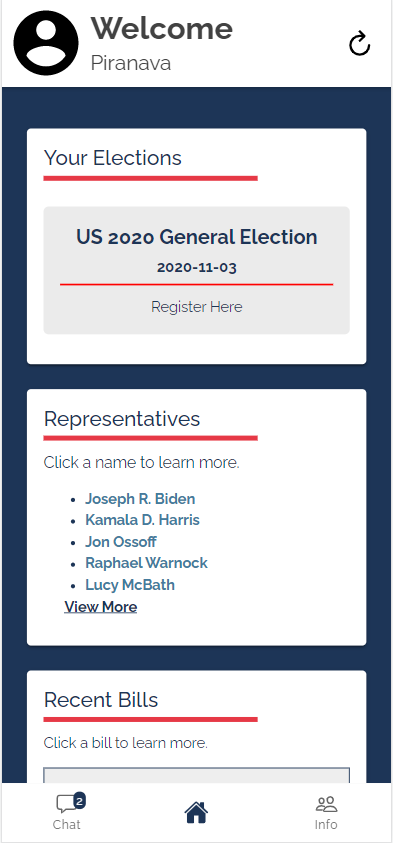 Welcome
Piranava
Your Elections
US 2020 General Election
2020-11-03
Register Here
Representatives
Click a name to learn more.
Joseph R. Biden
Kamala D. Harris
Jon Ossoff
Raphael Warnock
Lucy McBath
View More
Recent Bills
Click a bill to learn more.
2
Chat
Info